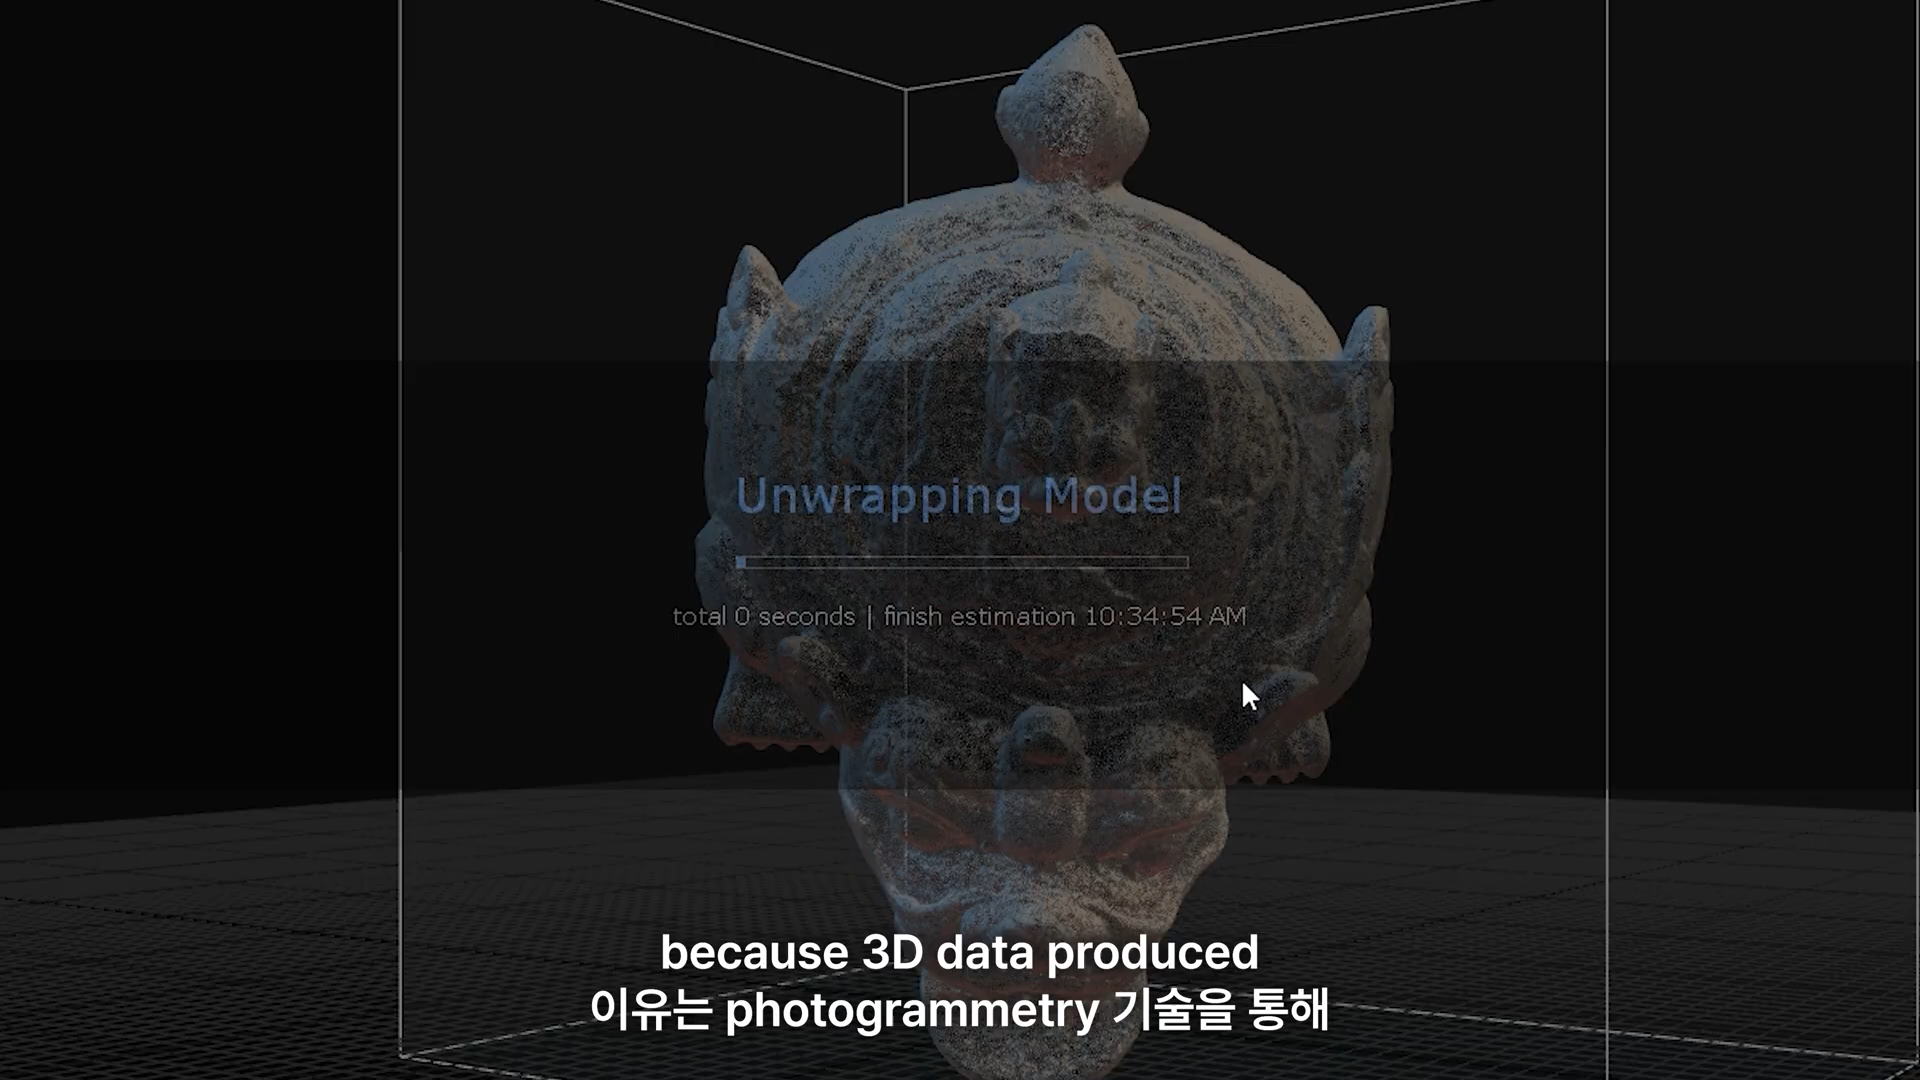 Unwrapping Model
total 0 seconds | finish estimation 10:34:54 AM
because 3D data produced
이유는 photogrammetry 기술을 통해